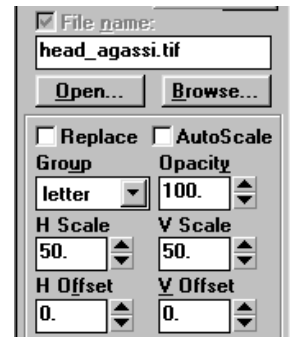 File name:
head_agassi.tif
Open... Browse...
Replace AutoScale
Group Opacity
letter 100.
H Scale V Scale
50. 50.
H Offset V Offset
0. 0.